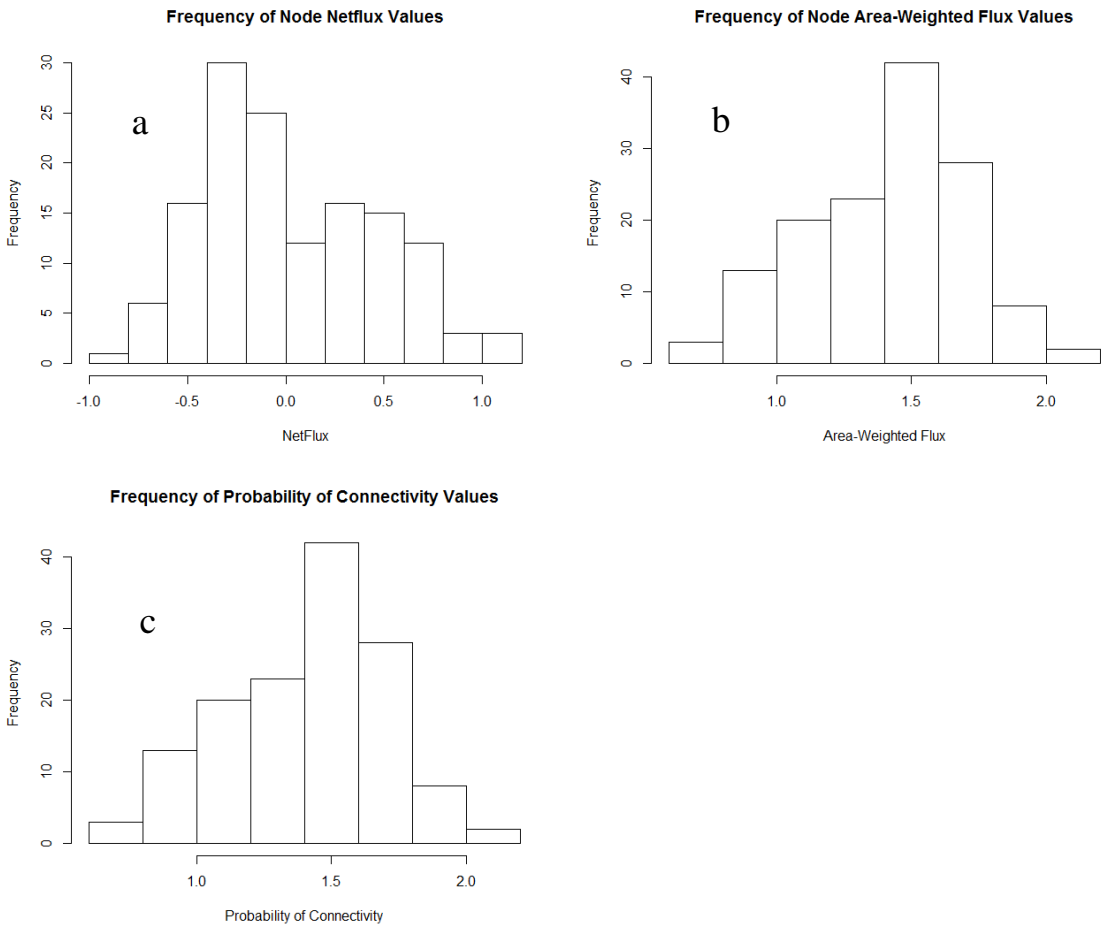 Frequency of Node Netflux Values
a
Frequency
30
25
20
15
10
5
0
-1.0 -0.5 0.0 0.5 1.0
NetFlux
Frequency of Node Area-Weighted Flux Values
b
Frequency
40
30
20
10
0
1.0 1.5 2.0
Area-Weighted Flux
Frequency of Probability of Connectivity Values
c
Frequency
40
30
20
10
0
1.0 1.5 2.0
Probability of Connectivity